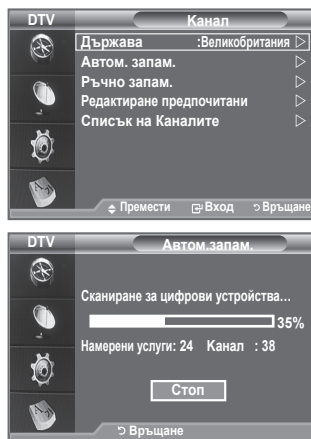 DTV Канал
Държава :Великобритания
Автом. запам.
Ръчно запам.
Редактиране предпочитани
Списък на Каналите
Премести Вход Връщане
DTV Автом.запам.
Сканиране за цифрови устройства...
35%
Намерени услуги: 24 Канал : 38
Стоп
Връщане